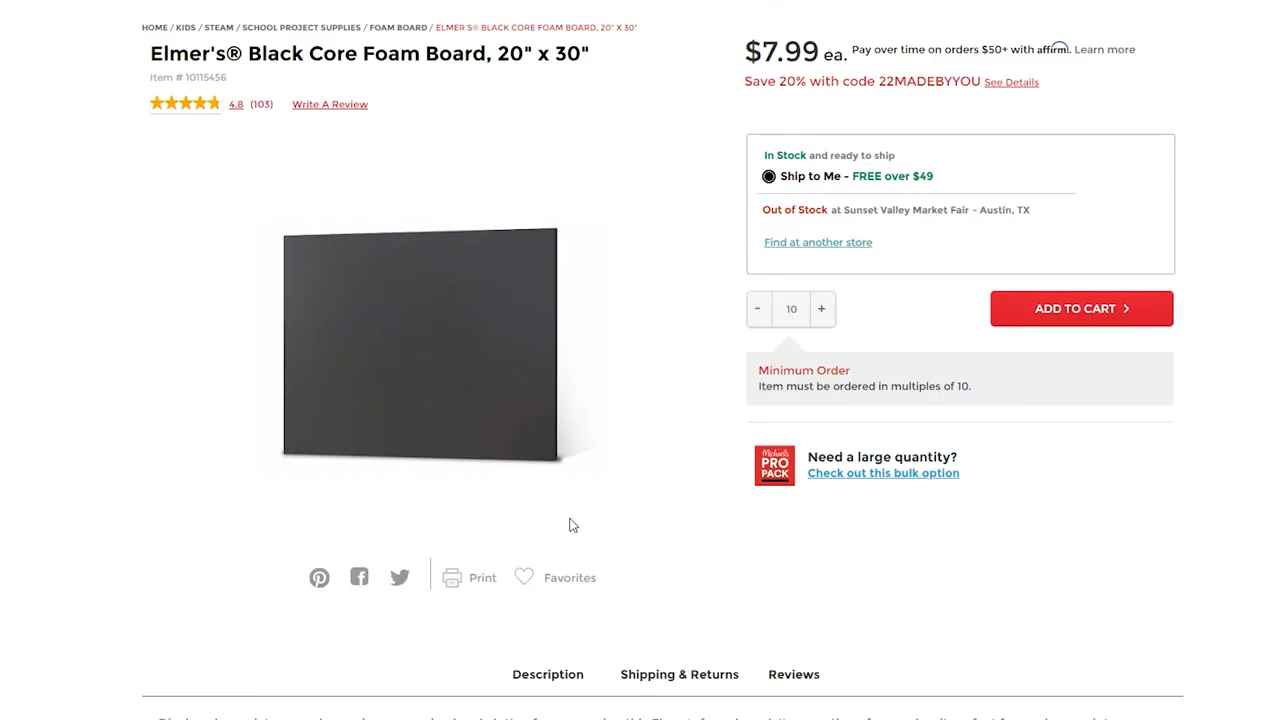 HOME / KIDS / STEAM / SCHOOL PROJECT SUPPLIES / FOAM BOARD / ELMER'S® BLACK CORE FOAM BOARD, 20" X 30"
Elmer's® Black Core Foam Board, 20" x 30"
Item # 10115456
4.8 (103) Write A Review
$7.99 ea. Pay over time on orders $50+ with affirm. Learn more
Save 20% with code 22MADEBYYOU See Details
In Stock and ready to ship
Ship to Me - FREE over $49
Out of Stock at Sunset Valley Market Fair - Austin, TX
Find at another store
- 10 +
ADD TO CART >
Minimum Order
Item must be ordered in multiples of 10.
Michaels
PRO
PACK
Need a large quantity?
Check out this bulk option
Print Favorites
Description Shipping & Returns Reviews